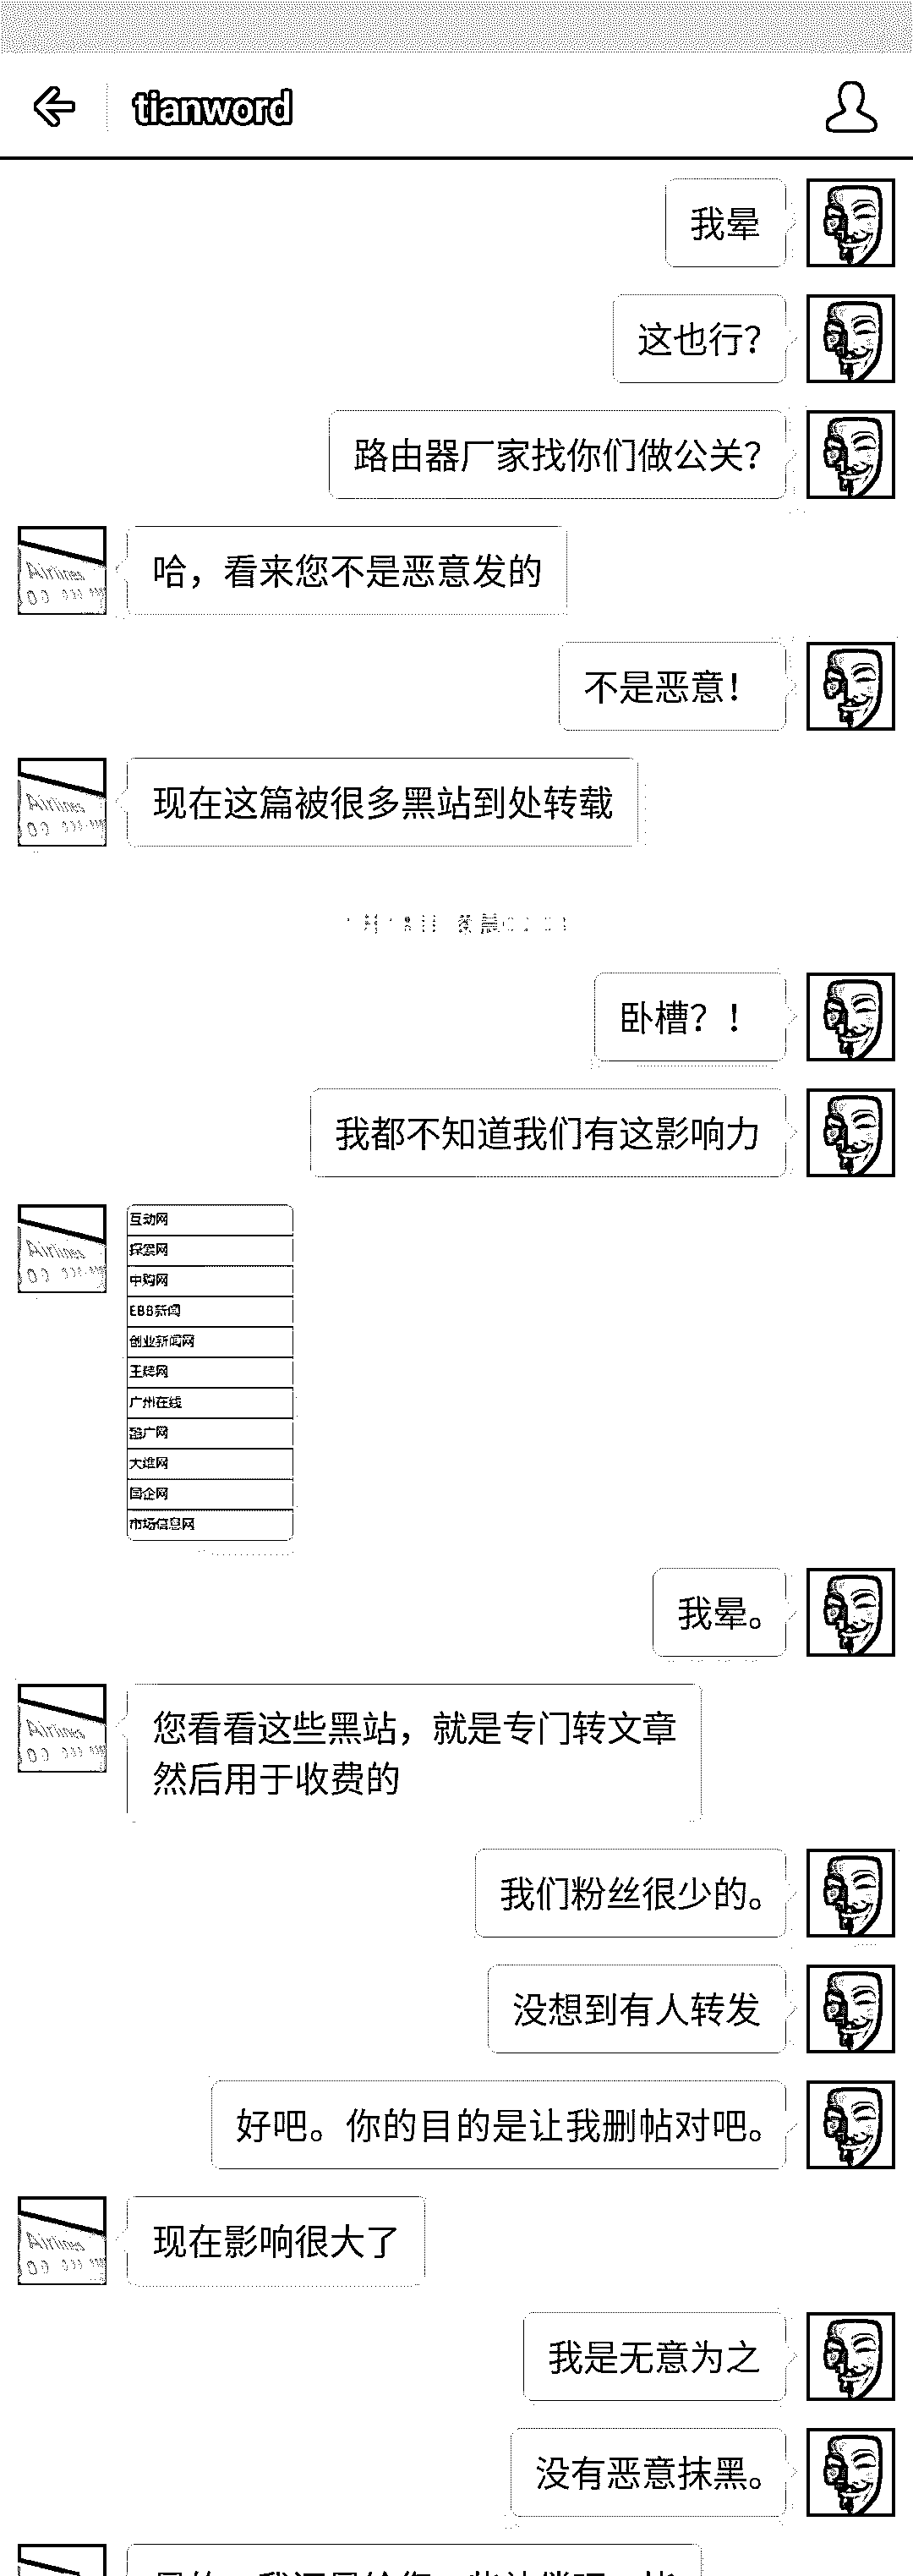 tianword
我晕
这也行?
路由器厂家找你们做公关?
Airlines
哈，看来您不是恶意发的
不是恶意!
Airlines
现在这篇被很多黑站到处转载
卧槽?!
我都不知道我们有这影响力
Airlines
互动网
探索网
中购网
EBB新闻
创业新闻网
王牌网
广州在线
酷广网
大雄网
国企网
市场信息网
我晕。
Airlines
您看看这些黑站，就是专门转文章
然后用于收费的
我们粉丝很少的。
没想到有人转发
好吧。你的目的是让我删帖对吧。
Airlines
现在影响很大了
我是无意为之
没有恶意抹黑。